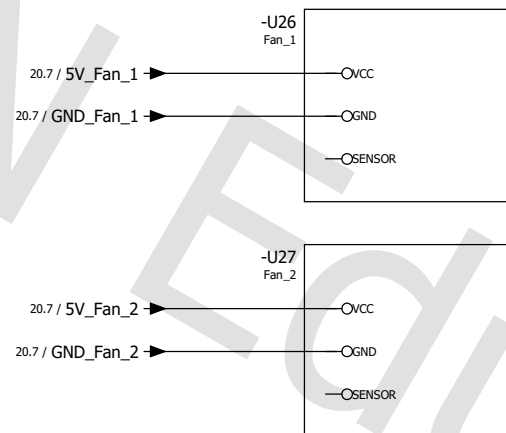 -U26
Fan_1
20.7 / 5V_Fan_1
VCC
20.7 / GND_Fan_1
GND
SENSOR
-U27
Fan_2
20.7 / 5V_Fan_2
VCC
20.7 / GND_Fan_2
GND
SENSOR